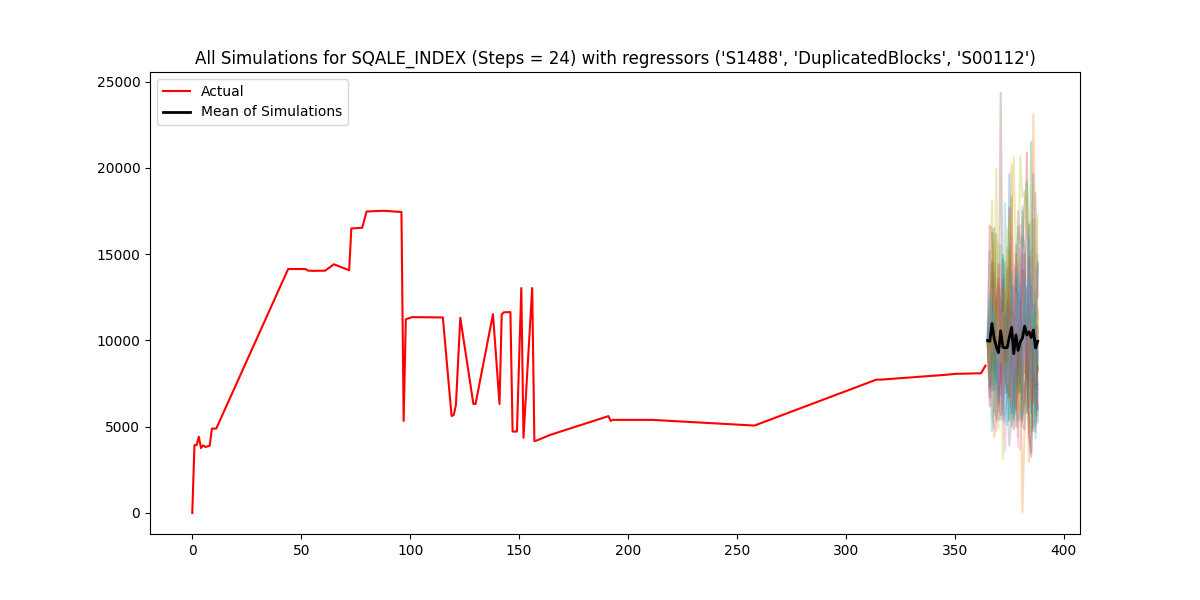 All Simulations for SQALE_INDEX (Steps = 24) with regressors ('S1488', 'DuplicatedBlocks', 'S00112')
Actual
Mean of Simulations
25000
20000
15000
10000
5000
0
0 50 100 150 200 250 300 350 400